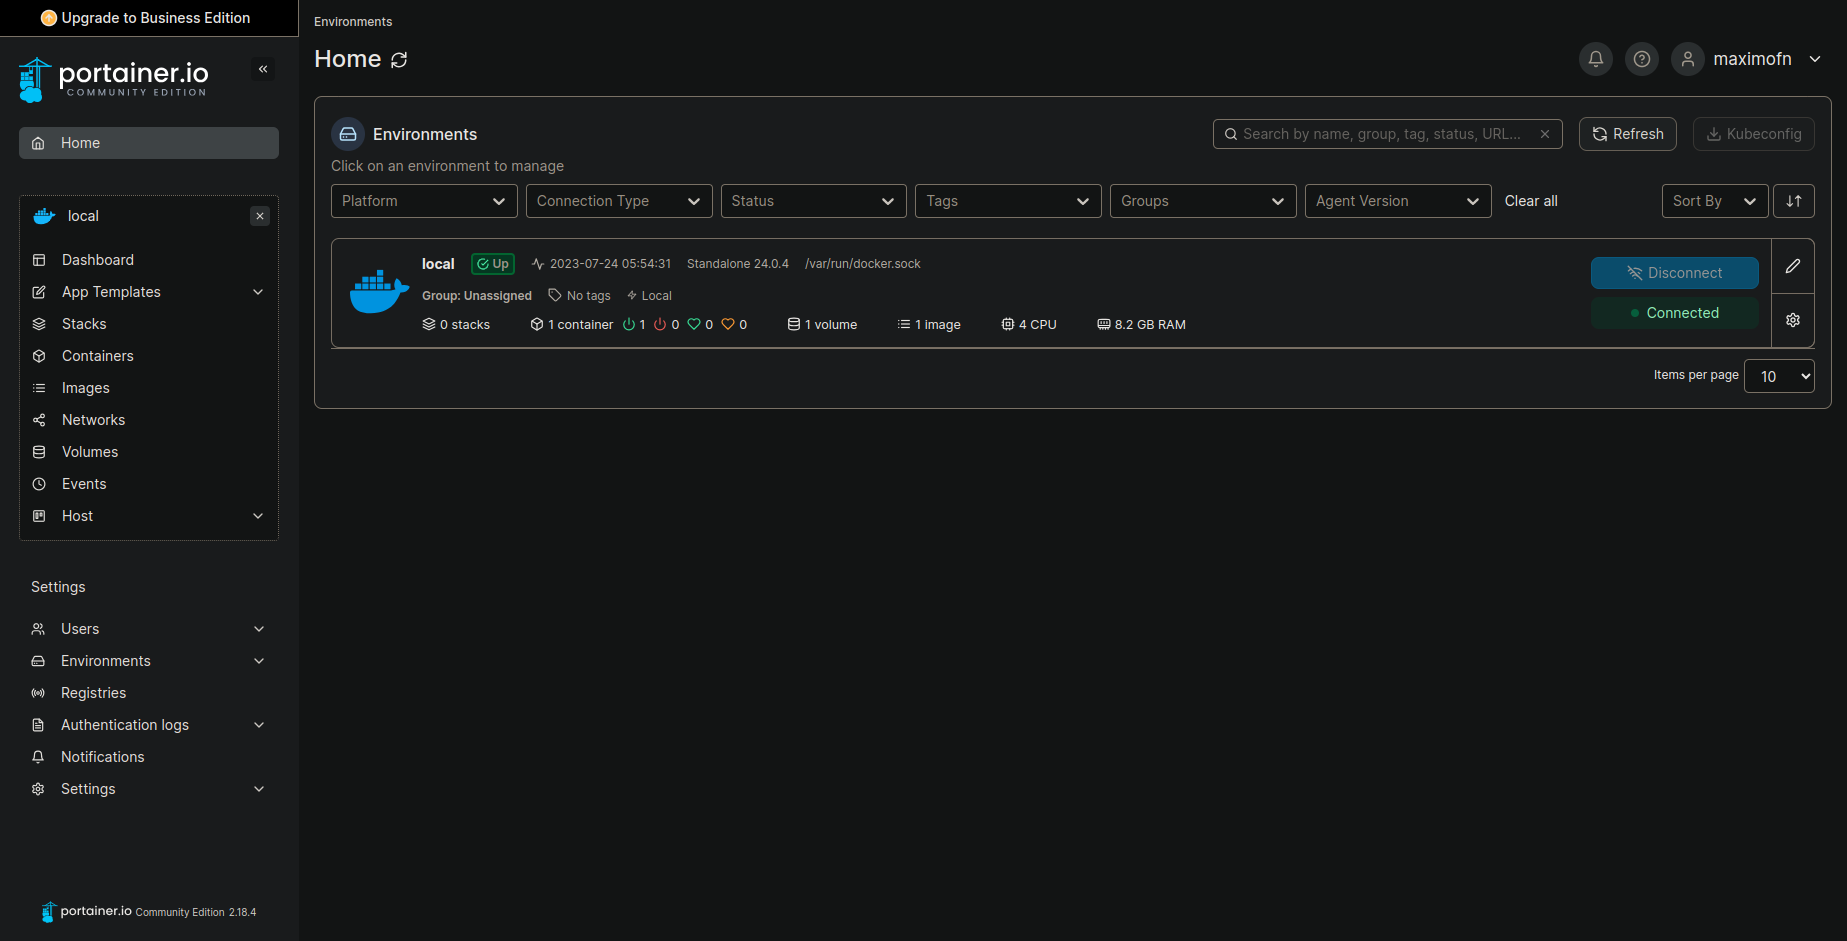 Upgrade to Business Edition
portainer.io
COMMUNITY EDITION
Home
local
Dashboard
App Templates
Stacks
Containers
Images
Networks
Volumes
Events
Host
Settings
Users
Environments
Registries
Authentication logs
Notifications
Settings
portainer.io Community Edition 2.18.4
Environments
Home
maximofn
Environments
Search by name, group, tag, status, URL...
Refresh
Kubeconfig
Click on an environment to manage
Platform
Connection Type
Status
Tags
Groups
Agent Version
Clear all
Sort By
local Up 2023-07-24 05:54:31 Standalone 24.0.4 /var/run/docker.sock
Group: Unassigned No tags Local
0 stacks 1 container 1 0 0 0 1 volume 1 image 4 CPU 8.2 GB RAM
Disconnect
Connected
Items per page 10